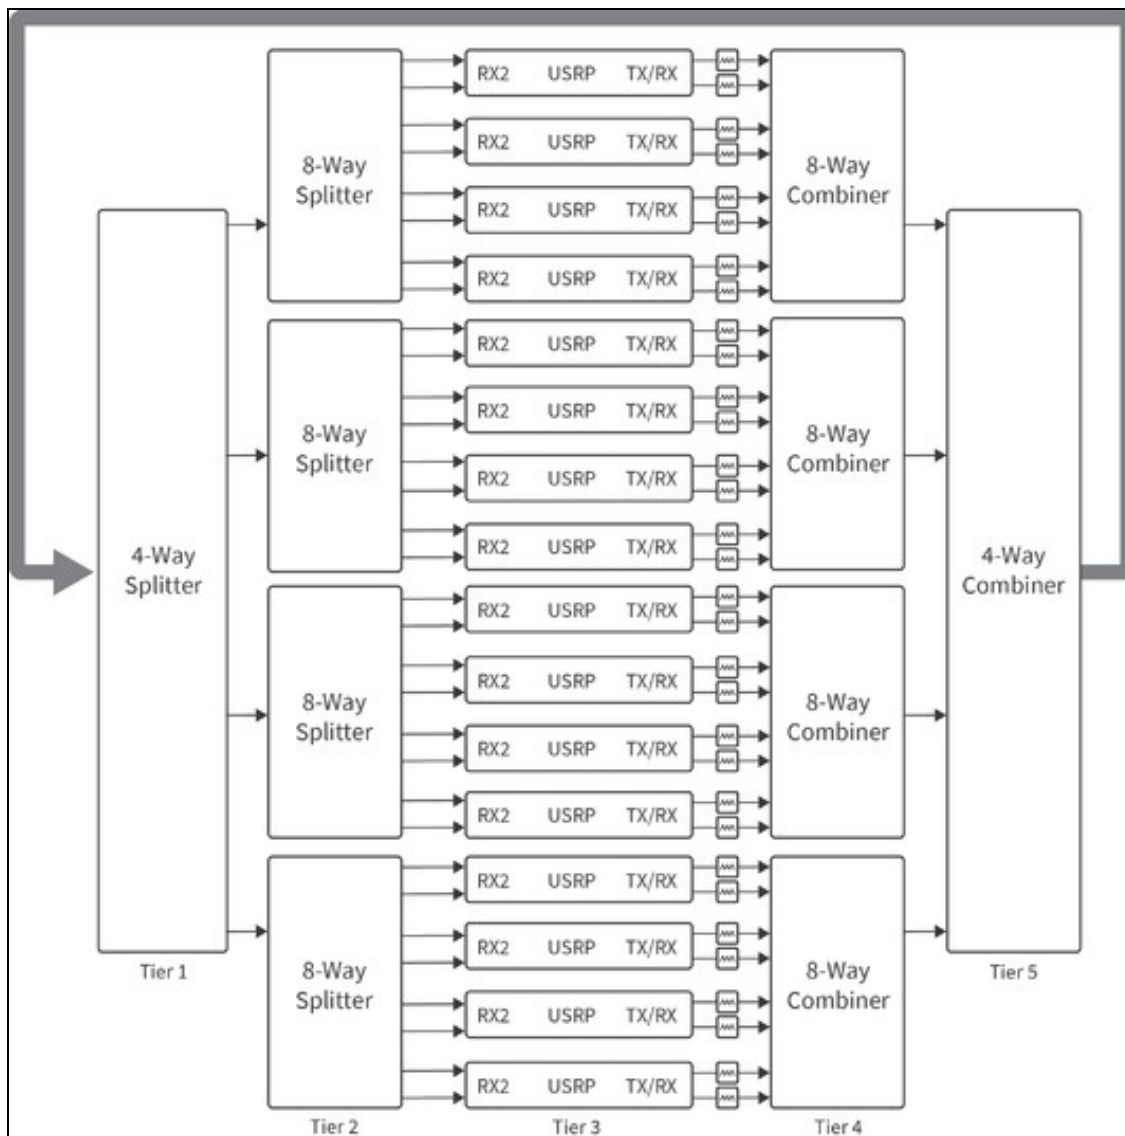 8-Way
Splitter
RX2 USRP TX/RX
RX2 USRP TX/RX
RX2 USRP TX/RX
RX2 USRP TX/RX
8-Way
Combiner
8-Way
Splitter
RX2 USRP TX/RX
RX2 USRP TX/RX
RX2 USRP TX/RX
RX2 USRP TX/RX
8-Way
Combiner
4-Way
Splitter
4-Way
Combiner
8-Way
Splitter
RX2 USRP TX/RX
RX2 USRP TX/RX
RX2 USRP TX/RX
RX2 USRP TX/RX
8-Way
Combiner
8-Way
Splitter
RX2 USRP TX/RX
RX2 USRP TX/RX
RX2 USRP TX/RX
RX2 USRP TX/RX
8-Way
Combiner
Tier 1
Tier 5
Tier 2
Tier 3
Tier 4